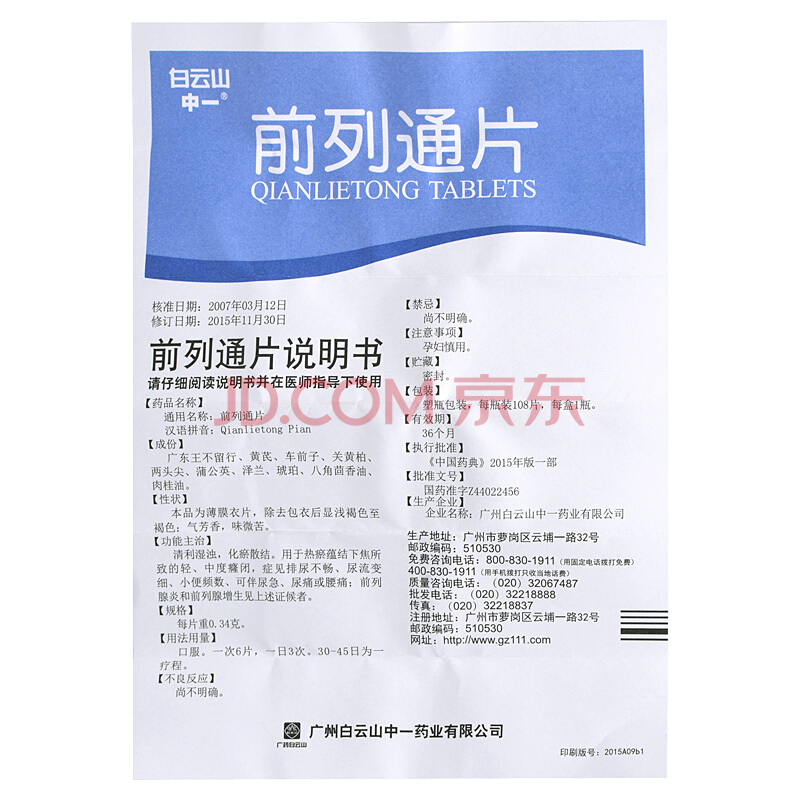 白云山
中一®
前列通片
QIANLIETONG TABLETS
核准日期：2007年03月12日
修订日期：2015年11月30日
前列通片说明书
请仔细阅读说明书并在医师指导下使用
【药品名称】
通用名称：前列通片
汉语拼音：Qianlietong Pian
【成份】
广东王不留行、黄芪、车前子、关黄柏、
两头尖、蒲公英、泽兰、琥珀、八角茴香油、
肉桂油。
【性状】
本品为薄膜衣片，除去包衣后显浅褐色至
褐色；气芳香，味微苦。
【功能主治】
清利湿浊，化瘀散结。用于热瘀蕴结下焦所
致的轻、中度癃闭，症见排尿不畅、尿流变
细、小便频数、可伴尿急、尿痛或腰痛；前列
腺炎和前列腺增生见上述证候者。
【规格】
每片重0.34克。
【用法用量】
口服。一次6片，一日3次。30-45日为一
疗程。
【不良反应】
尚不明确。
【禁忌】
尚不明确。
【注意事项】
孕妇慎用。
【贮藏】
密封。
【包装】
塑瓶包装，每瓶装108片，每盒1瓶。
【有效期】
36个月
【执行批准】
《中国药典》2015年版一部
【批准文号】
国药准字Z44022456
【生产企业】
企业名称：广州白云山中一药业有限公司
生产地址：广州市萝岗区云埔一路32号
邮政编码：510530
免费咨询电话：800-830-1911（用固定电话拨打免费）
400-830-1911（用手机拨打只收当地话费）
质量咨询电话：（020）32067487
批发电话：（020）32218888
传真：（020）32218837
注册地址：广州市萝岗区云埔一路32号
邮政编码：510530
网址：http://www.gz111.com
JD.COM 京东
广药白云山
广州白云山中一药业有限公司
印刷版号：2015A09b1